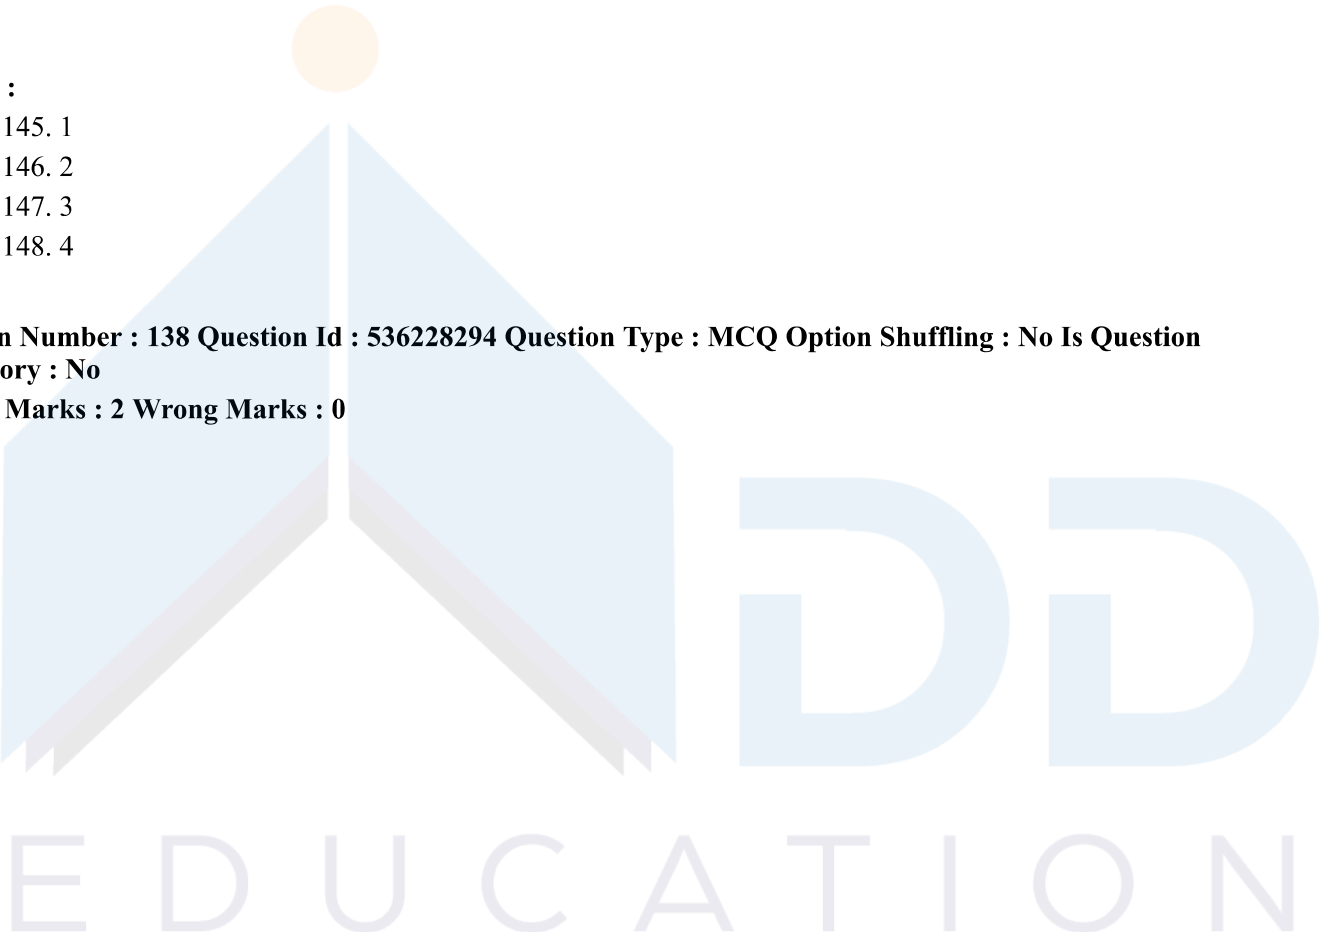 :
145. 1
146. 2
147. 3
148. 4
n Number : 138 Question Id : 536228294 Question Type : MCQ Option Shuffling : No Is Question
ory : No
Marks : 2 Wrong Marks : 0
DD
EDUCATION